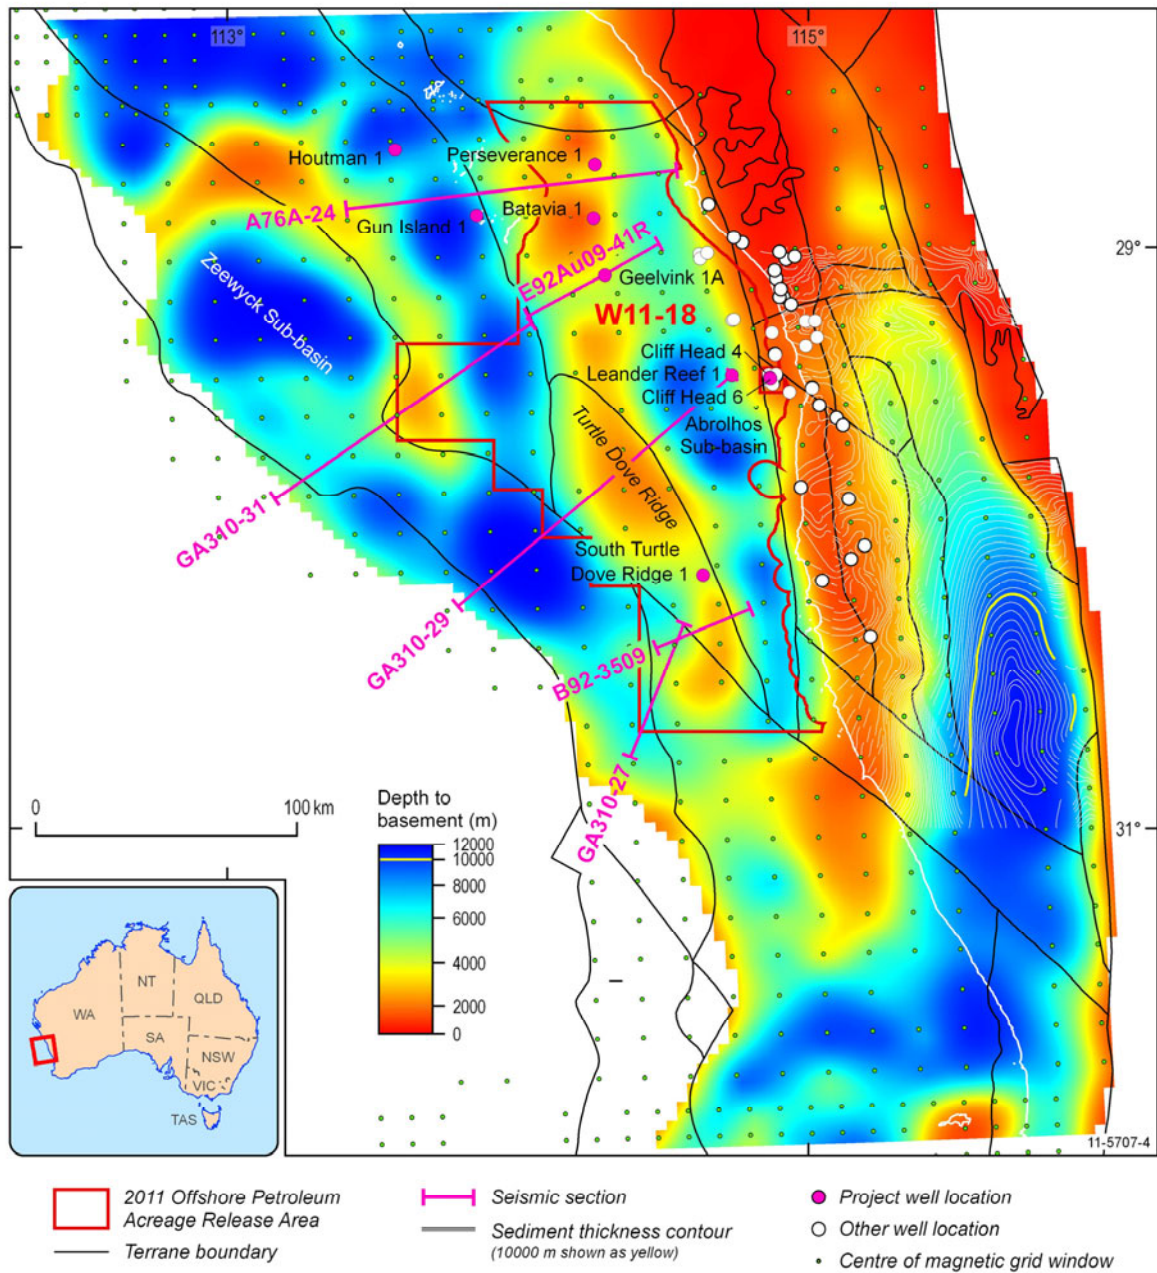 113°
115°
Houtman 1
Perseverance 1
A76A-24
Gun Island 1
Batavia 1
29°
Zeewyck Sub-basin
E92Au09-41R
Geelvink 1A
W11-18
Cliff Head 4
Leander Reef 1
Cliff Head 6
Abrolhos
Sub-basin
Turtle Dove Ridge
GA310-31
South Turtle
Dove Ridge 1
GA310-29
B92-3509
GA310-27
0
100 km
Depth to
basement (m)
12000
10000
8000
6000
4000
2000
0
31°
WA
NT
QLD
SA
NSW
VIC
TAS
11-5707-4
2011 Offshore Petroleum
Acreage Release Area
Terrane boundary
Seismic section
Sediment thickness contour
(10000 m shown as yellow)
Project well location
Other well location
Centre of magnetic grid window